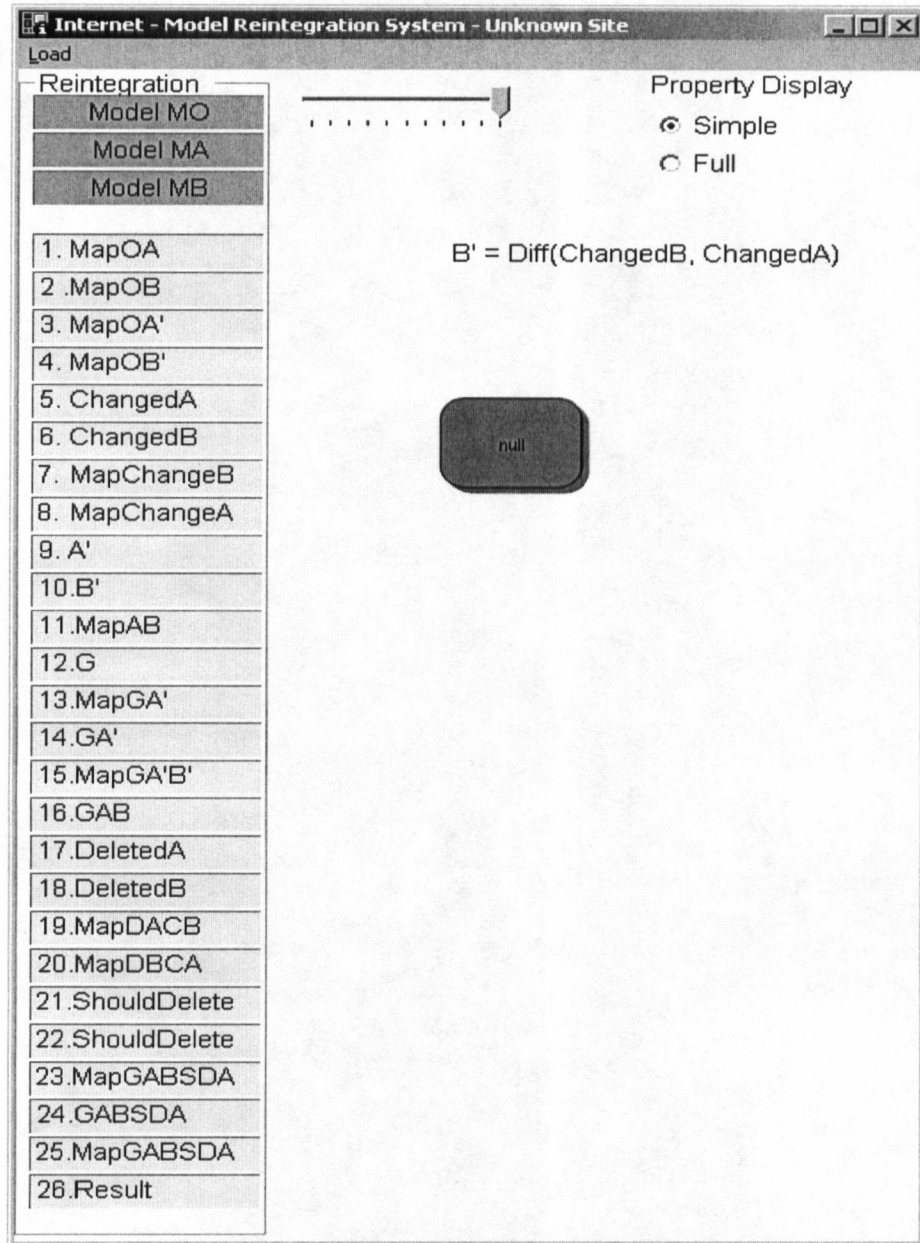 Internet - Model Reintegration System - Unknown Site
Load
Reintegration
Model MO
Model MA
Model MB
1. MapOA
2 .MapOB
3. MapOA'
4. MapOB'
5. ChangedA
6. ChangedB
7. MapChangeB
8. MapChangeA
9. A'
10.B'
11.MapAB
12.G
13.MapGA'
14.GA'
15.MapGA'B'
16.GAB
17.DeletedA
18.DeletedB
19.MapDACB
20.MapDBCA
21.ShouldDelete
22.ShouldDelete
23.MapGABSDA
24.GABSDA
25.MapGABSDA
26.Result
Property Display
Simple
Full
B' = Diff(ChangedB, ChangedA)
null